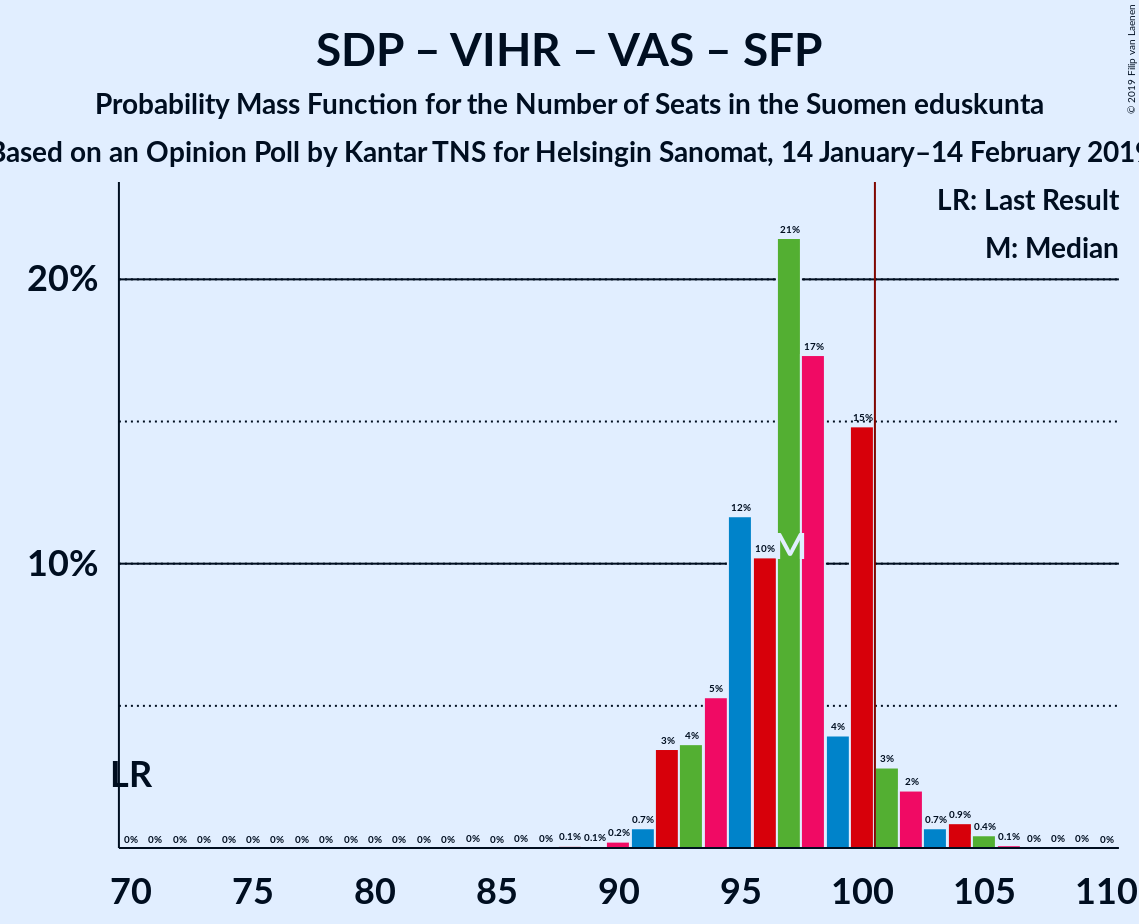 © 2019 Filip van Laenen
SDP – VIHR – VAS – SFP
Probability Mass Function for the Number of Seats in the Suomen eduskunta
Based on an Opinion Poll by Kantar TNS for Helsingin Sanomat, 14 January–14 February 2019
LR: Last Result
M: Median
20%
10%
21%
17%
15%
12%
10%
M
5%
3% 4% 4% 3% 2%
LR
0% 0% 0% 0% 0% 0% 0% 0% 0% 0% 0% 0% 0% 0% 0% 0% 0% 0% 0.1% 0.1% 0.2% 0.7% 0.7% 0.9% 0.4% 0.1% 0% 0% 0% 0%
70 75 80 85 90 95 100 105 110